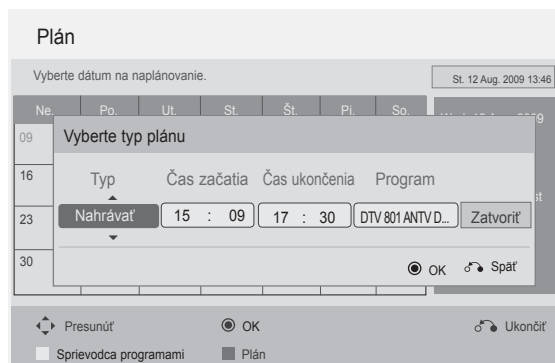 Plán
Vyberte dátum na naplánovanie.
St. 12 Aug. 2009 13:46
Ne. Po. Ut. St. Št. Pi. So.
09
Vyberte typ plánu
16
Typ Čas začatia Čas ukončenia Program
23
Nahrávať 15 : 09 17 : 30 DTV 801 ANTV D... Zatvoriť
30
OK Späť
Presunúť OK Ukončiť
Sprievodca programami Plán